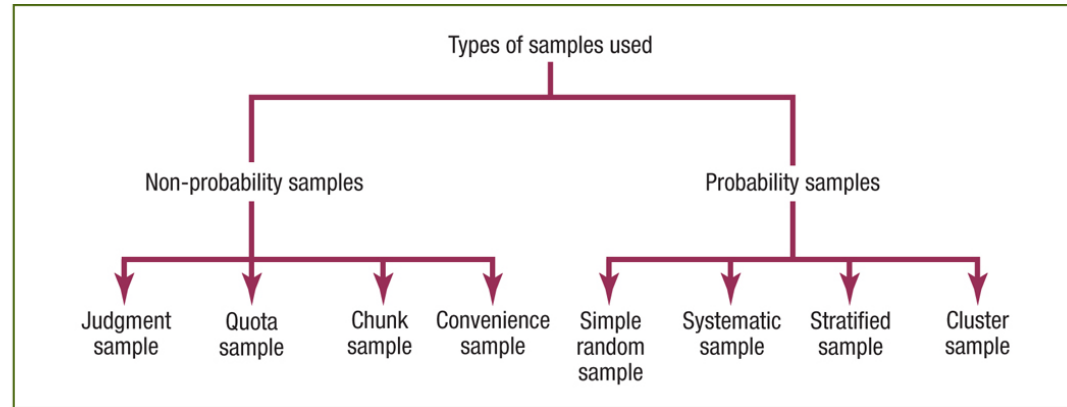 Types of samples used
Non-probability samples
Probability samples
Judgment
sample
Quota
sample
Chunk
sample
Convenience
sample
Simple
random
sample
Systematic
sample
Stratified
sample
Cluster
sample